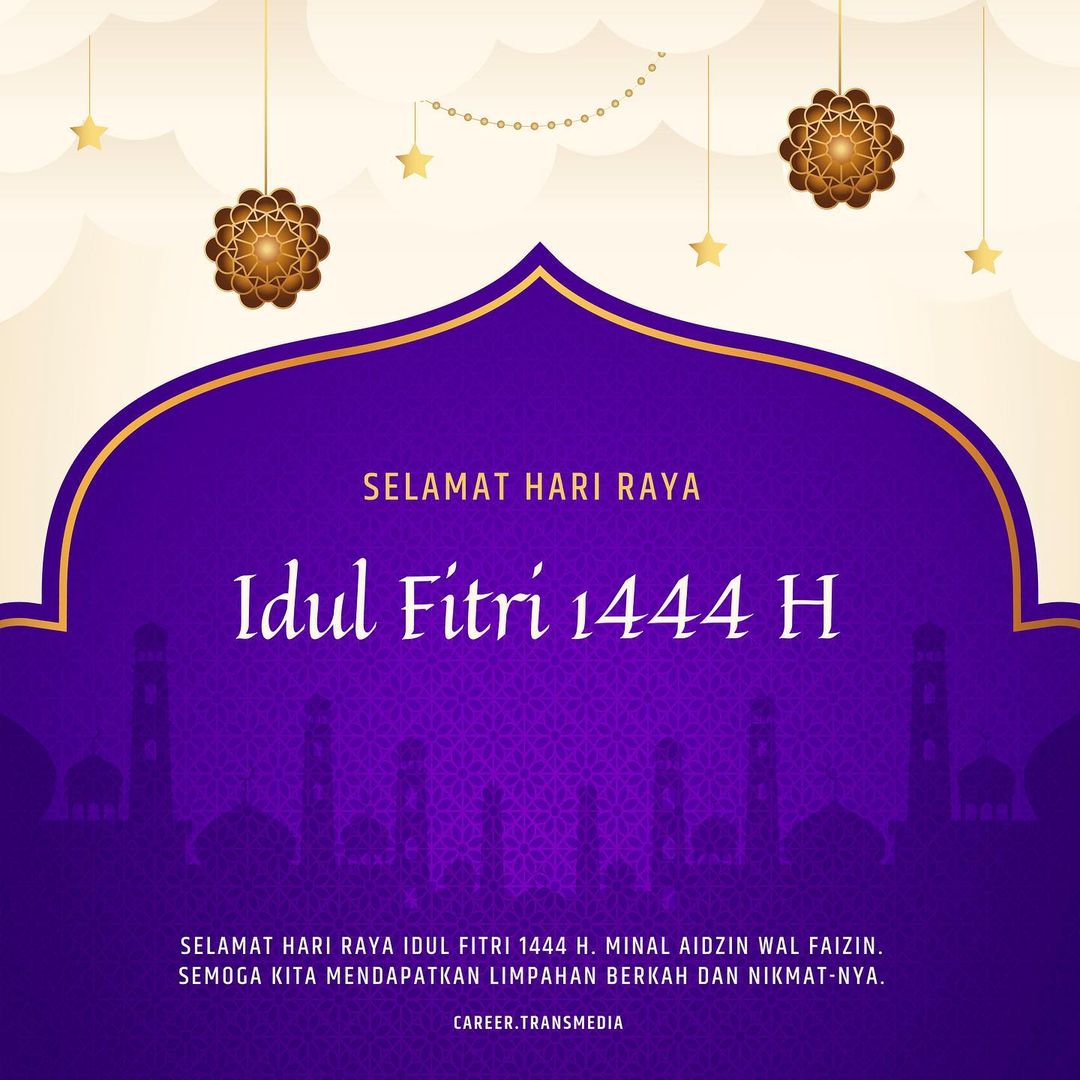 SELAMAT HARI RAYA
Idul Fitri 1444 H
SELAMAT HARI RAYA IDUL FITRI 1444 H. MINAL AIDZIN WAL FAIZIN.
SEMOGA KITA MENDAPATKAN LIMPAHAN BERKAH DAN NIKMAT-NYA.
CAREER.TRANSMEDIA